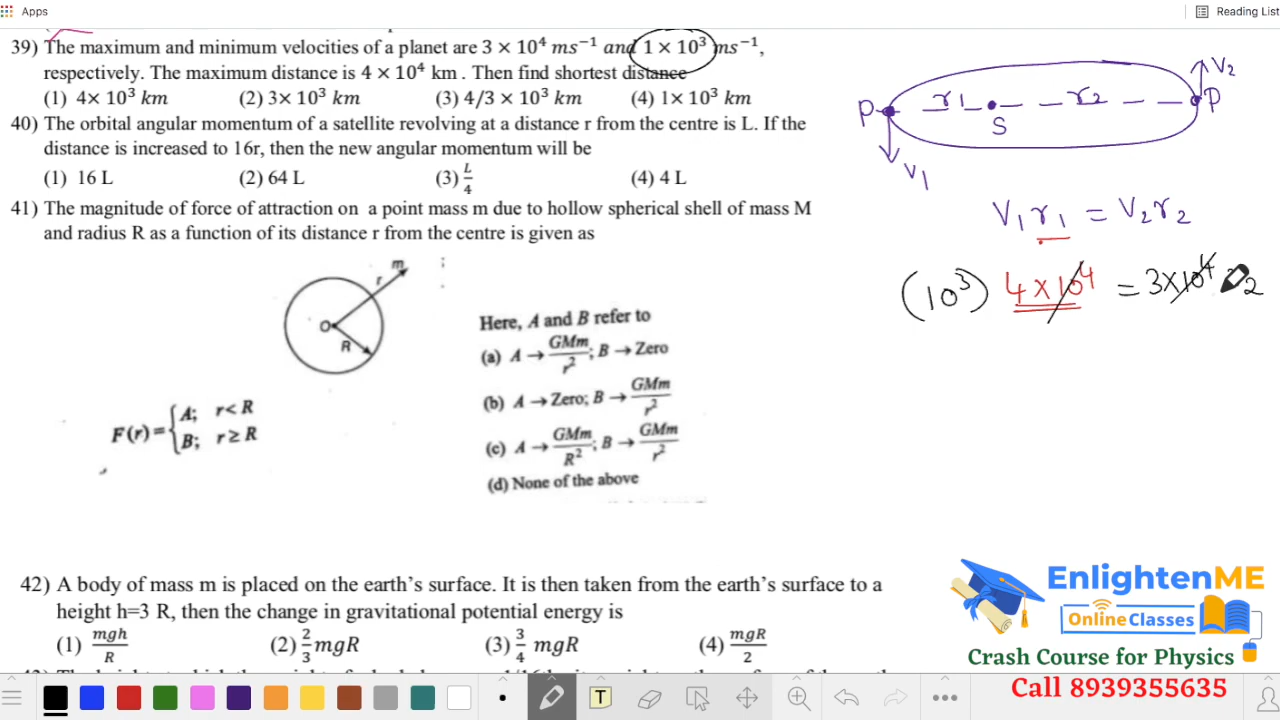 Apps
Reading List
39) The maximum and minimum velocities of a planet are 3 × 10⁴ ms⁻¹ and 1 × 10³ ms⁻¹,
respectively. The maximum distance is 4 × 10⁴ km . Then find shortest distance
(1) 4× 10³ km (2) 3× 10³ km (3) 4/3 × 10³ km (4) 1× 10³ km
40) The orbital angular momentum of a satellite revolving at a distance r from the centre is L. If the
distance is increased to 16r, then the new angular momentum will be
(1) 16 L (2) 64 L (3) L/4 (4) 4 L
41) The magnitude of force of attraction on a point mass m due to hollow spherical shell of mass M
and radius R as a function of its distance r from the centre is given as
m
r
O
R
F(r) = { A; r < R
B; r ≥ R
Here, A and B refer to
(a) A → GMm/r² ; B → Zero
(b) A → Zero; B → GMm/r²
(c) A → GMm/R² ; B → GMm/r²
(d) None of the above
42) A body of mass m is placed on the earth's surface. It is then taken from the earth's surface to a
height h=3 R, then the change in gravitational potential energy is
(1) mgh/R (2) 2/3 mgR (3) 3/4 mgR (4) mgR/2
P r1 S r2 P
V2
V1
V1 r1 = V2 r2
(10³) 4 × 10⁴ = 3×10⁴ 2
EnlightenME
Online Classes
Crash Course for Physics
Call 8939355635
T